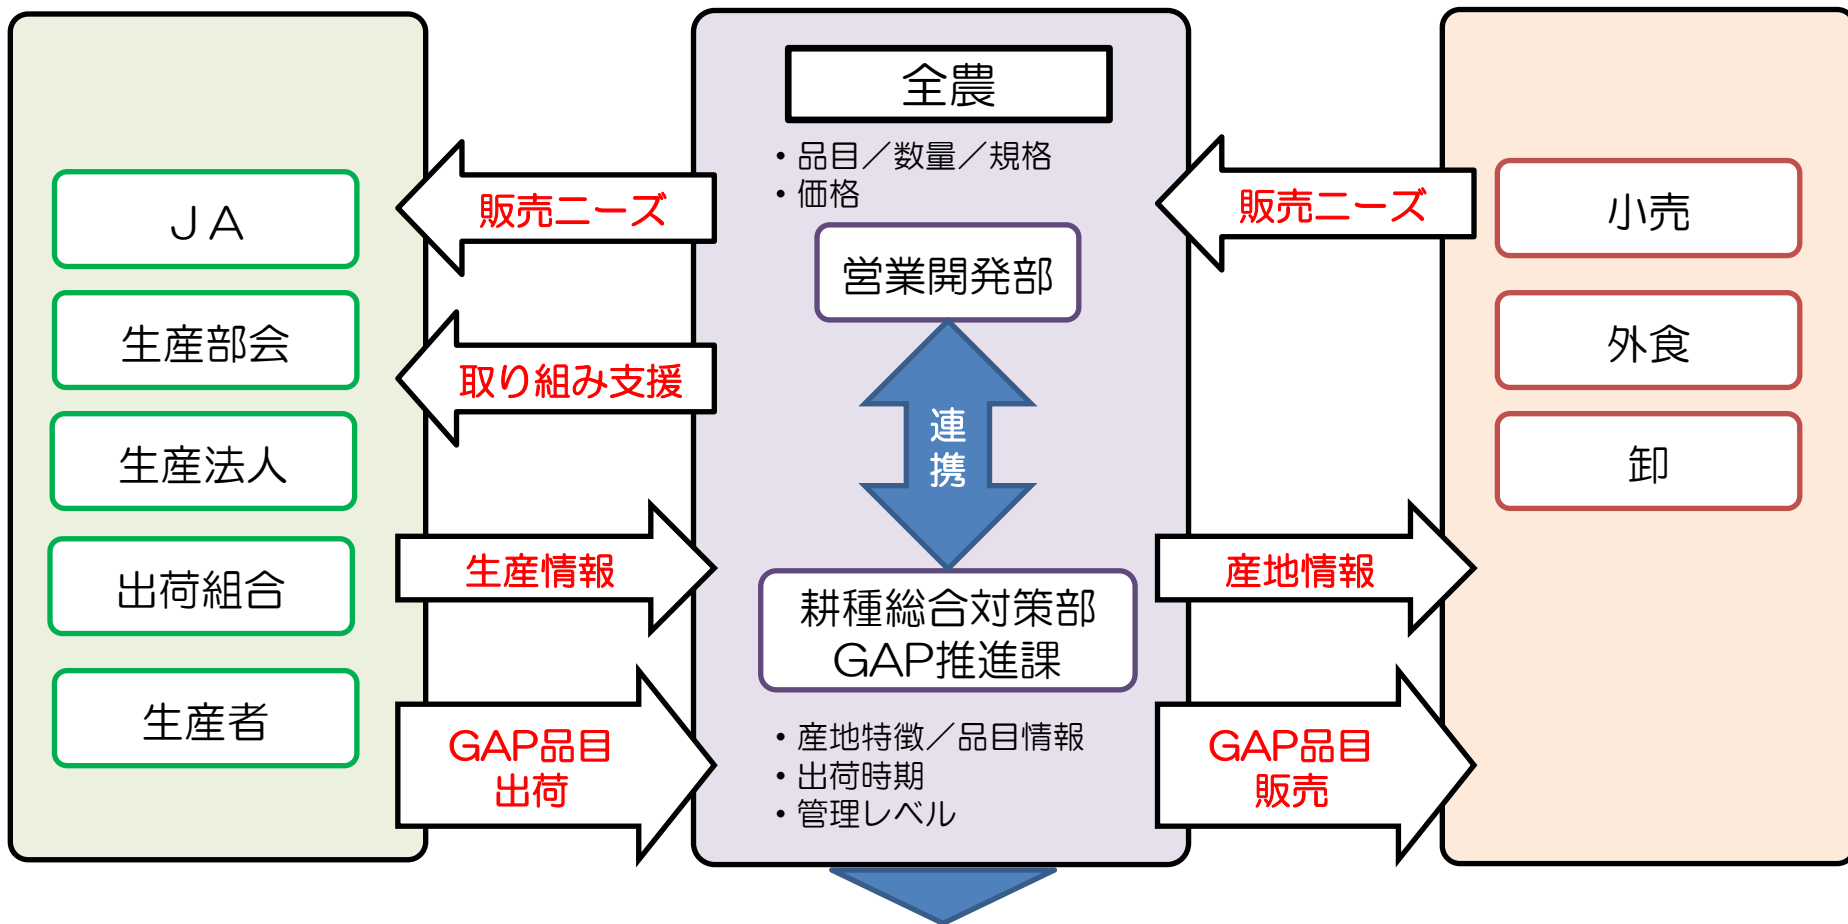 ＪＡ
生産部会
生産法人
出荷組合
生産者
販売ニーズ
取り組み支援
生産情報
GAP品目
出荷
全農
・品目／数量／規格
・価格
営業開発部
連
携
耕種総合対策部
GAP推進課
・産地特徴／品目情報
・出荷時期
・管理レベル
販売ニーズ
産地情報
GAP品目
販売
小売
外食
卸